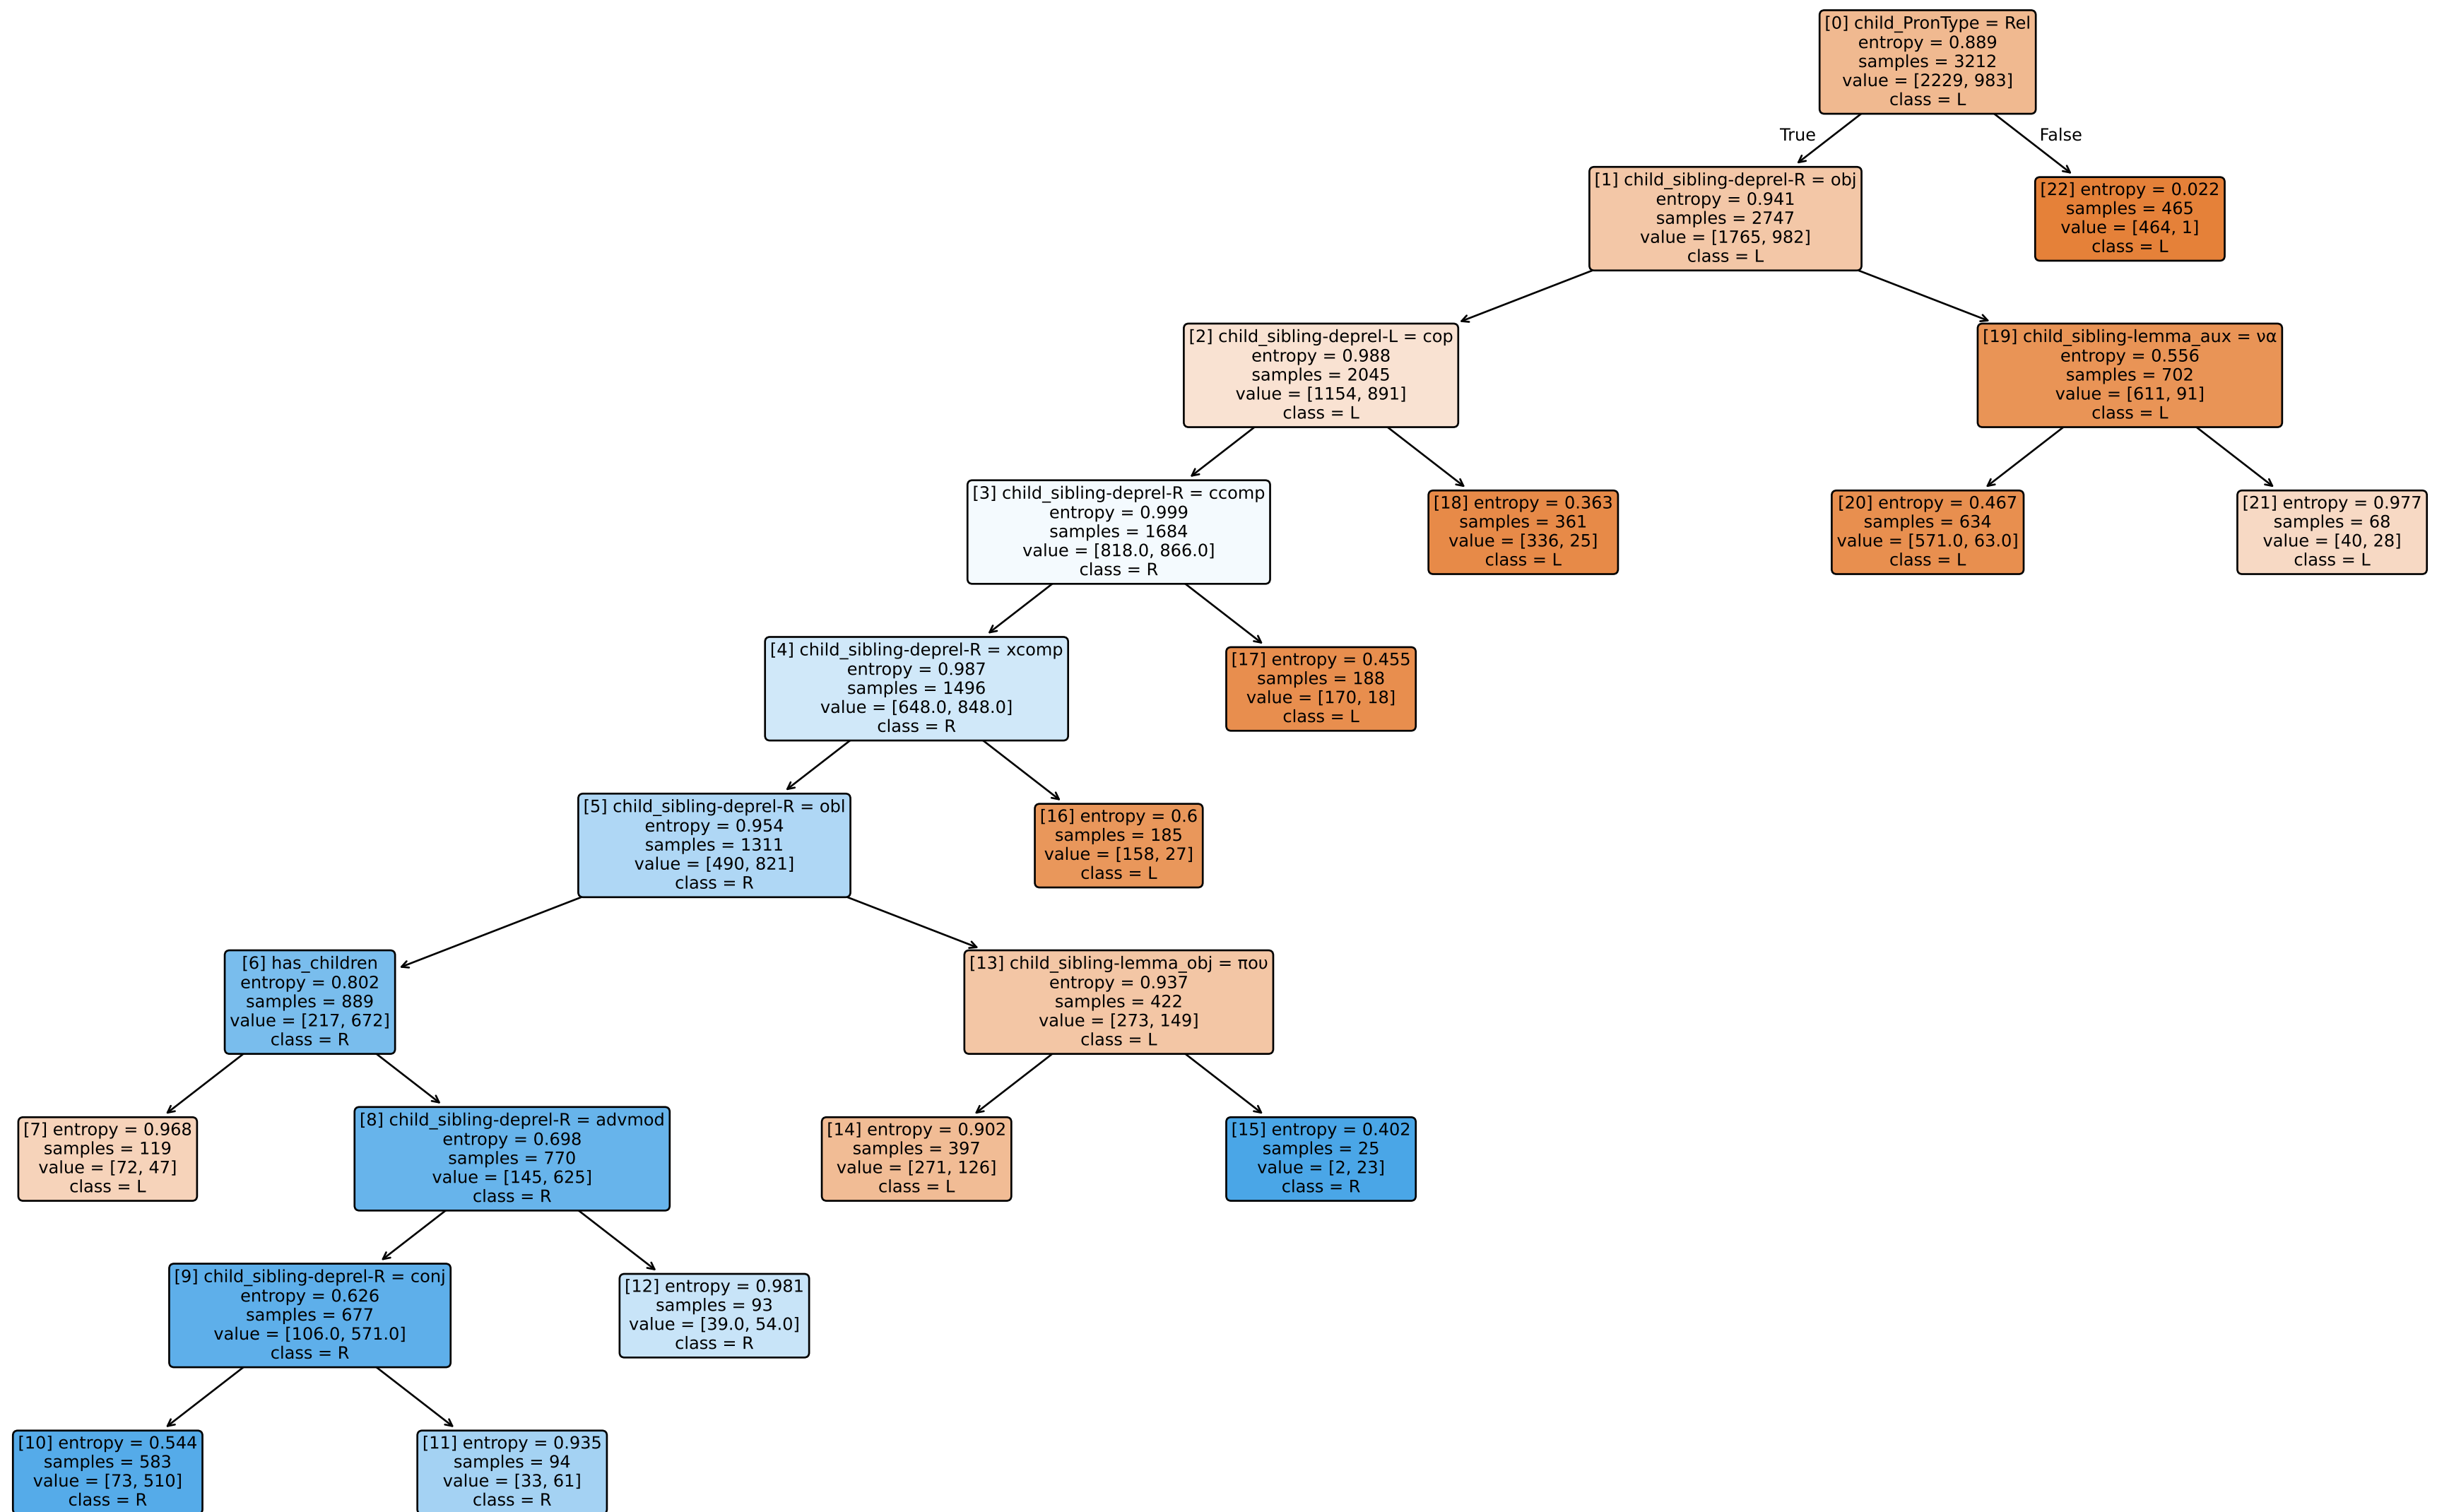 [0] child_PronType = Rel
entropy = 0.889
samples = 3212
value = [2229, 983]
class = L
True
False
[1] child_sibling-deprel-R = obj
entropy = 0.941
samples = 2747
value = [1765, 982]
class = L
[22] entropy = 0.022
samples = 465
value = [464, 1]
class = L
[2] child_sibling-deprel-L = cop
entropy = 0.988
samples = 2045
value = [1154, 891]
class = L
[19] child_sibling-lemma_aux = να
entropy = 0.556
samples = 702
value = [611, 91]
class = L
[3] child_sibling-deprel-R = ccomp
entropy = 0.999
samples = 1684
value = [818.0, 866.0]
class = R
[18] entropy = 0.363
samples = 361
value = [336, 25]
class = L
[20] entropy = 0.467
samples = 634
value = [571.0, 63.0]
class = L
[21] entropy = 0.977
samples = 68
value = [40, 28]
class = L
[4] child_sibling-deprel-R = xcomp
entropy = 0.987
samples = 1496
value = [648.0, 848.0]
class = R
[17] entropy = 0.455
samples = 188
value = [170, 18]
class = L
[5] child_sibling-deprel-R = obl
entropy = 0.954
samples = 1311
value = [490, 821]
class = R
[16] entropy = 0.6
samples = 185
value = [158, 27]
class = L
[6] has_children
entropy = 0.802
samples = 889
value = [217, 672]
class = R
[13] child_sibling-lemma_obj = που
entropy = 0.937
samples = 422
value = [273, 149]
class = L
[7] entropy = 0.968
samples = 119
value = [72, 47]
class = L
[8] child_sibling-deprel-R = advmod
entropy = 0.698
samples = 770
value = [145, 625]
class = R
[14] entropy = 0.902
samples = 397
value = [271, 126]
class = L
[15] entropy = 0.402
samples = 25
value = [2, 23]
class = R
[9] child_sibling-deprel-R = conj
entropy = 0.626
samples = 677
value = [106.0, 571.0]
class = R
[12] entropy = 0.981
samples = 93
value = [39.0, 54.0]
class = R
[10] entropy = 0.544
samples = 583
value = [73, 510]
class = R
[11] entropy = 0.935
samples = 94
value = [33, 61]
class = R